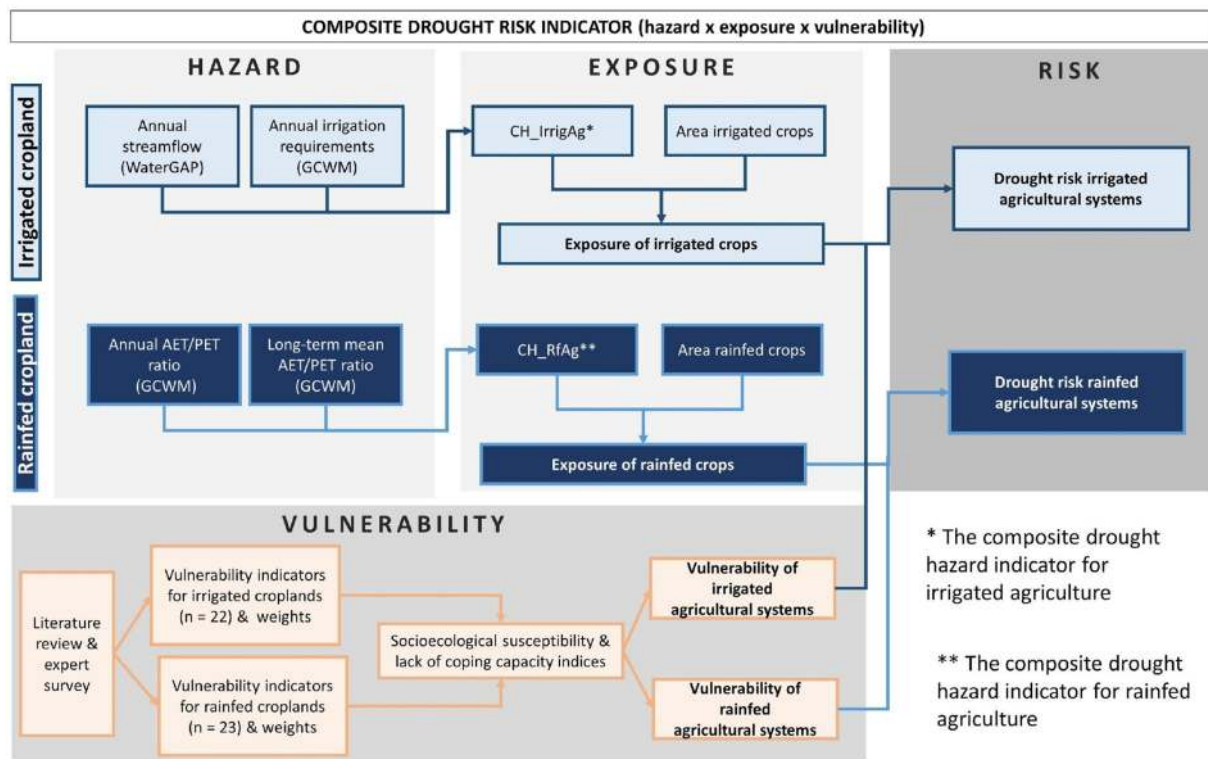 COMPOSITE DROUGHT RISK INDICATOR (hazard x exposure x vulnerability)
HAZARD
EXPOSURE
RISK
Irrigated cropland
Annual
streamflow
(WaterGAP)
Annual irrigation
requirements
(GCWM)
CH_IrrigAg*
Area irrigated crops
Exposure of irrigated crops
Drought risk irrigated
agricultural systems
Rainfed cropland
Annual AET/PET
ratio
(GCWM)
Long-term mean
AET/PET ratio
(GCWM)
CH_RfAg**
Area rainfed crops
Exposure of rainfed crops
Drought risk rainfed
agricultural systems
VULNERABILITY
Literature
review &
expert
survey
Vulnerability indicators
for irrigated croplands
(n = 22) & weights
Vulnerability indicators
for rainfed croplands
(n = 23) & weights
Socioecological susceptibility &
lack of coping capacity indices
Vulnerability of
irrigated
agricultural systems
Vulnerability of
rainfed
agricultural systems
* The composite drought
hazard indicator for
irrigated agriculture
** The composite drought
hazard indicator for rainfed
agriculture